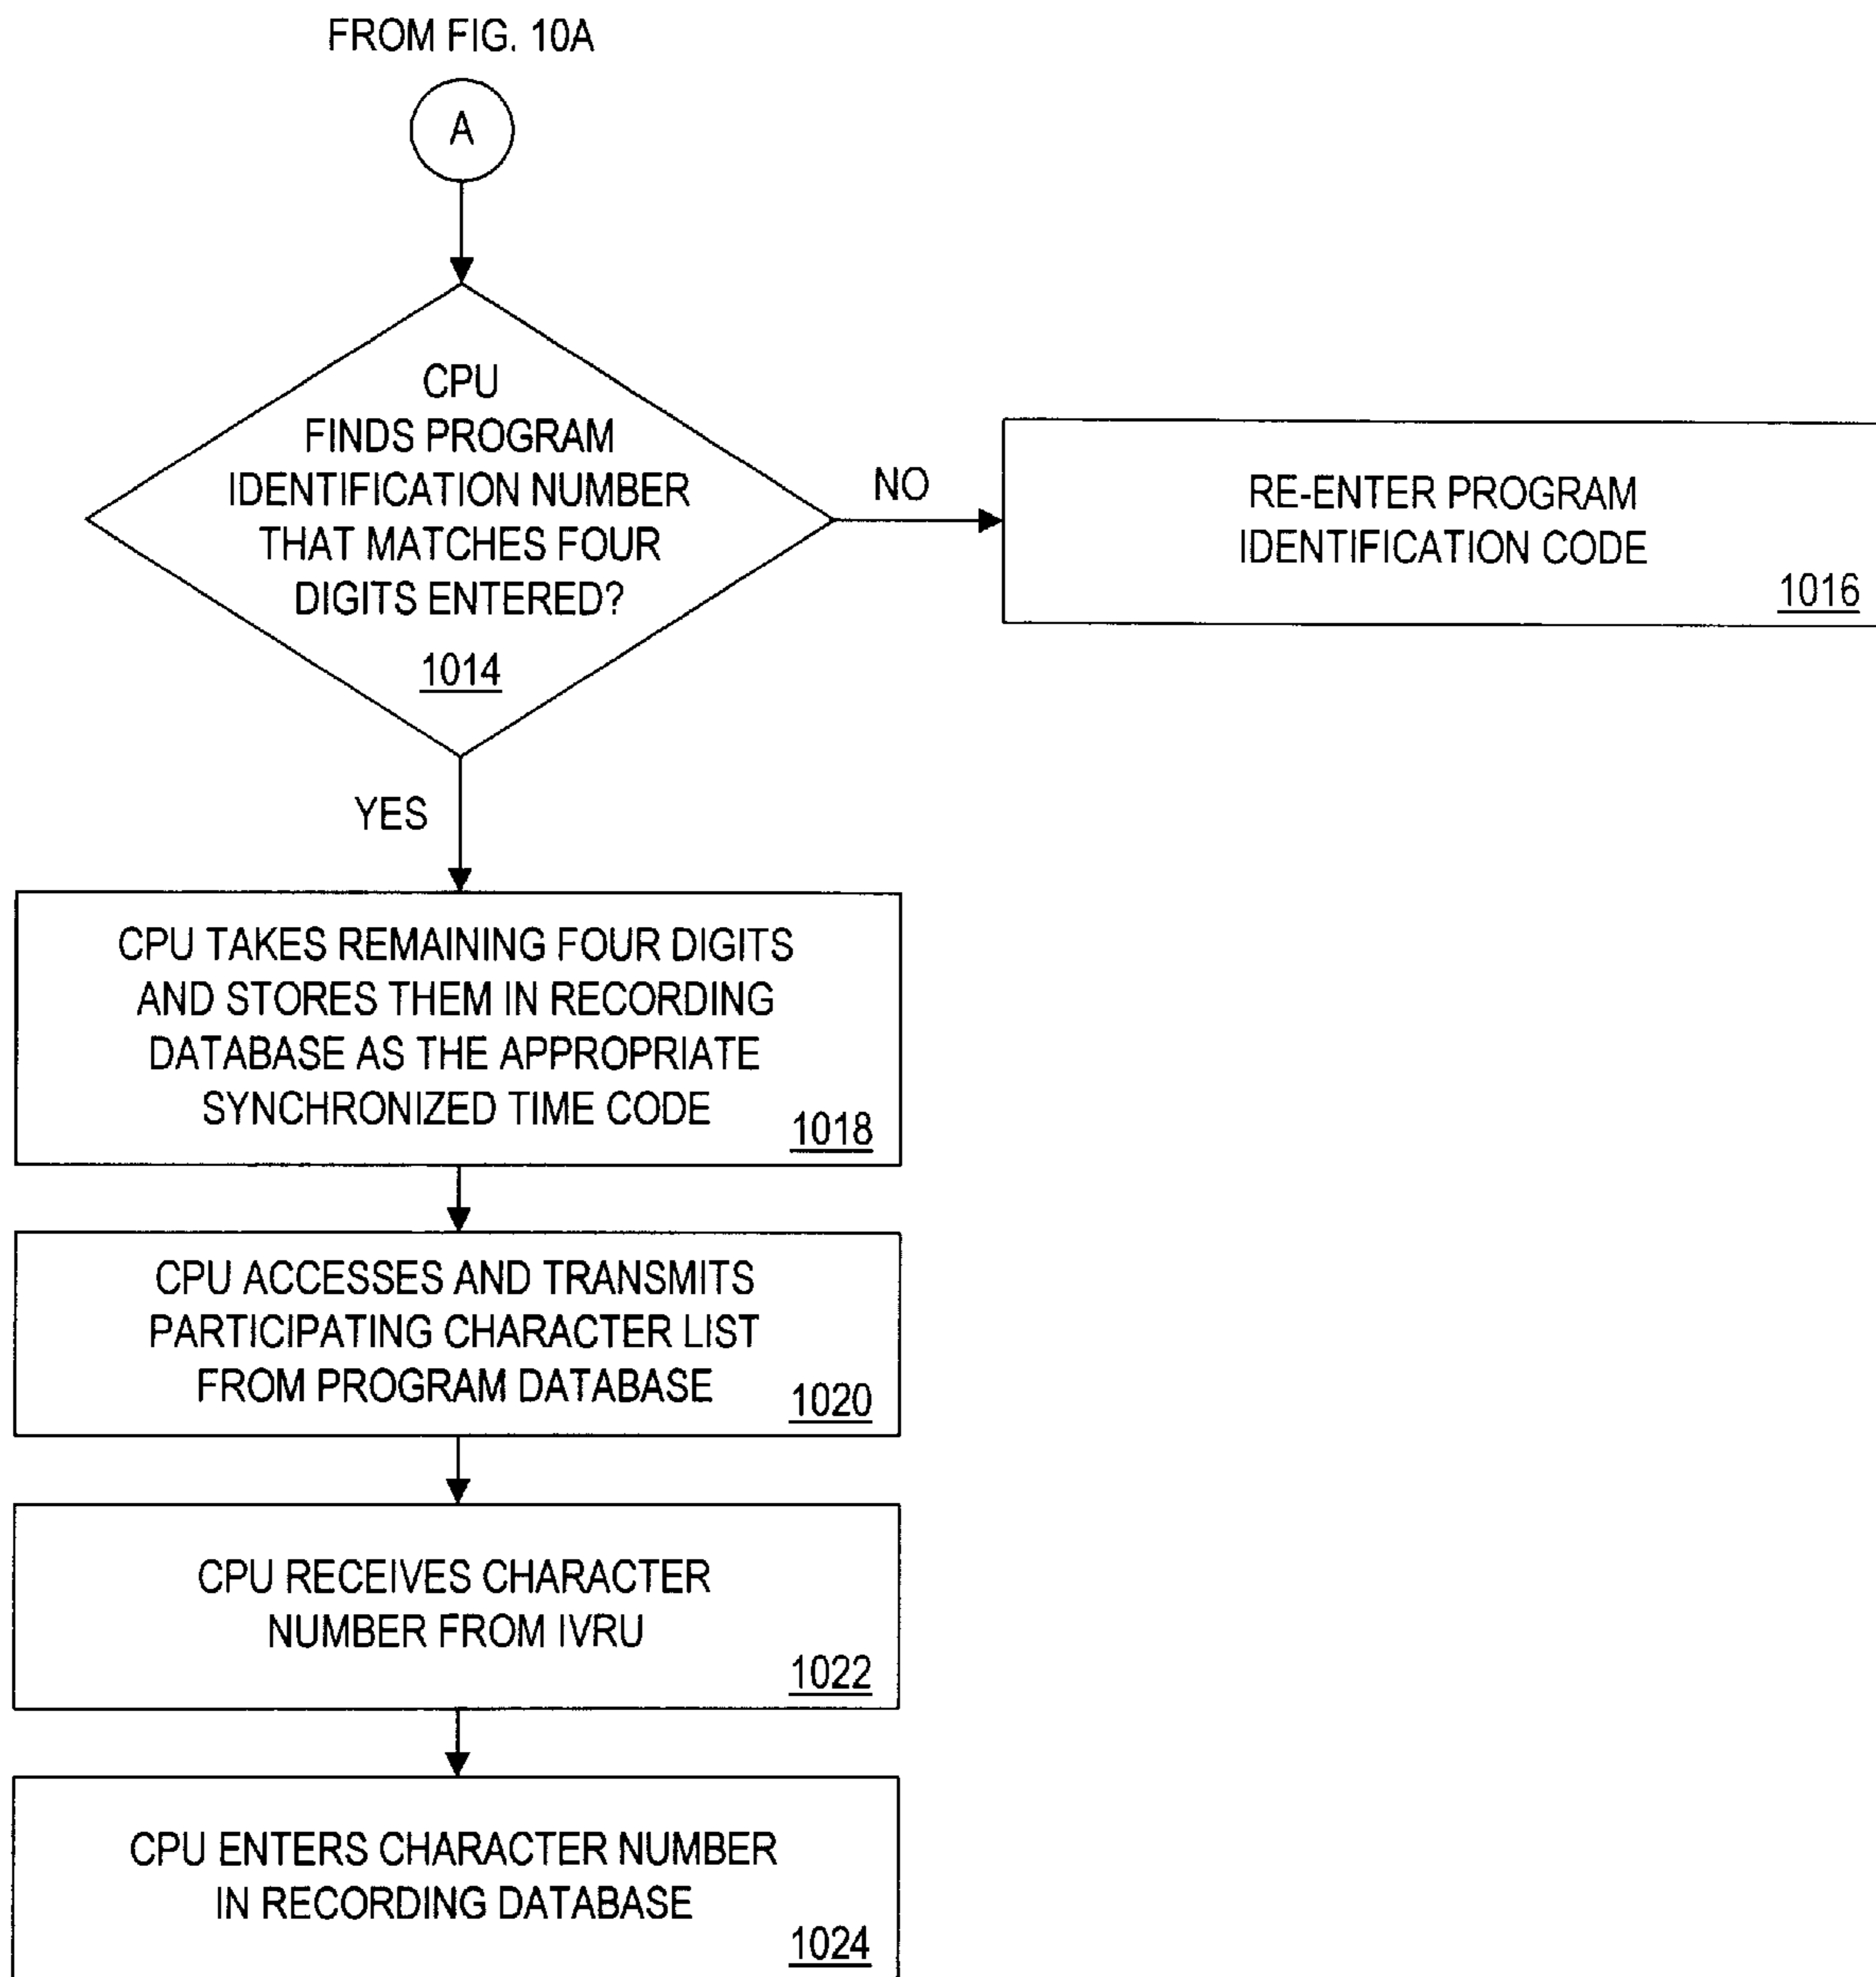 FROM FIG. 10A
A
CPU
FINDS PROGRAM
IDENTIFICATION NUMBER
THAT MATCHES FOUR
DIGITS ENTERED?
1014
NO
RE-ENTER PROGRAM
IDENTIFICATION CODE
1016
YES
CPU TAKES REMAINING FOUR DIGITS
AND STORES THEM IN RECORDING
DATABASE AS THE APPROPRIATE
SYNCHRONIZED TIME CODE
1018
CPU ACCESSES AND TRANSMITS
PARTICIPATING CHARACTER LIST
FROM PROGRAM DATABASE
1020
CPU RECEIVES CHARACTER
NUMBER FROM IVRU
1022
CPU ENTERS CHARACTER NUMBER
IN RECORDING DATABASE
1024